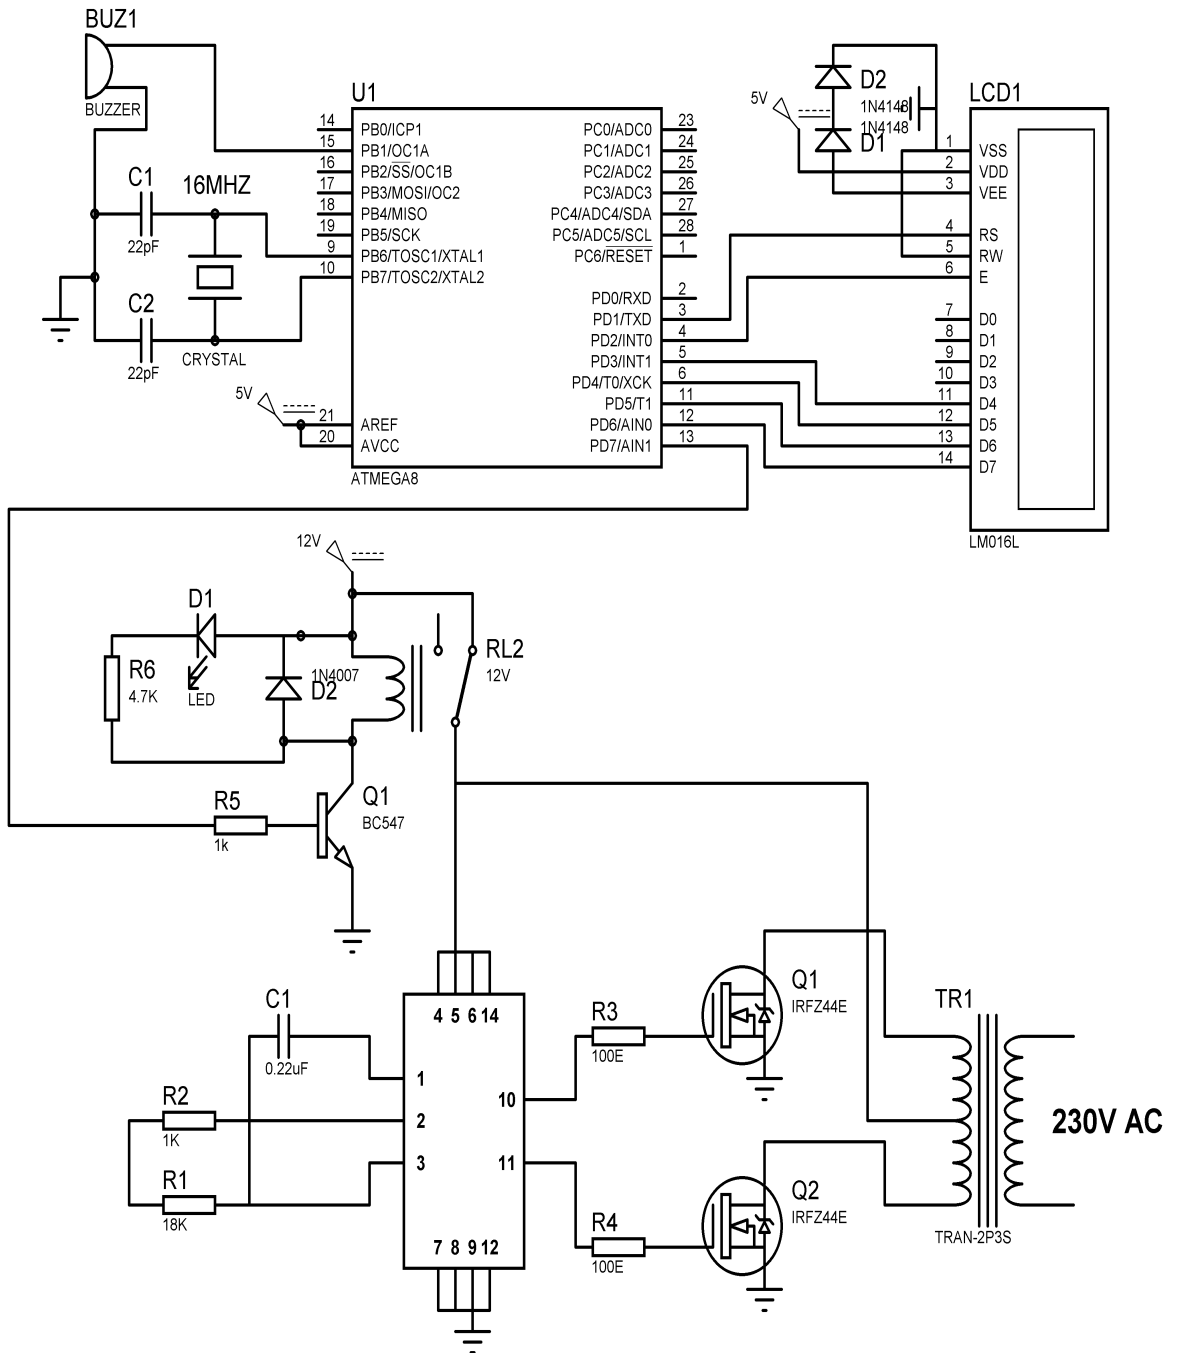 BUZ1
BUZZER
C1
22pF
16MHZ
C2
22pF
CRYSTAL
5V
U1
14 PB0/ICP1
15 PB1/OC1A
16 PB2/SS/OC1B
17 PB3/MOSI/OC2
18 PB4/MISO
19 PB5/SCK
9 PB6/TOSC1/XTAL1
10 PB7/TOSC2/XTAL2
21 AREF
20 AVCC
PC0/ADC0 23
PC1/ADC1 24
PC2/ADC2 25
PC3/ADC3 26
PC4/ADC4/SDA 27
PC5/ADC5/SCL 28
PC6/RESET 1
PD0/RXD 2
PD1/TXD 3
PD2/INT0 4
PD3/INT1 5
PD4/T0/XCK 6
PD5/T1 11
PD6/AIN0 12
PD7/AIN1 13
ATMEGA8
5V
D2
1N4148
1N4148
D1
LCD1
1 VSS
2 VDD
3 VEE
4 RS
5 RW
6 E
7 D0
8 D1
9 D2
10 D3
11 D4
12 D5
13 D6
14 D7
LM016L
12V
D1
LED
R6
4.7K
1N4007
D2
RL2
12V
R5
1k
Q1
BC547
C1
0.22uF
R2
1K
R1
18K
4 5 6 14
1
2
3
10
11
7 8 9 12
R3
100E
Q1
IRFZ44E
R4
100E
Q2
IRFZ44E
TR1
TRAN-2P3S
230V AC